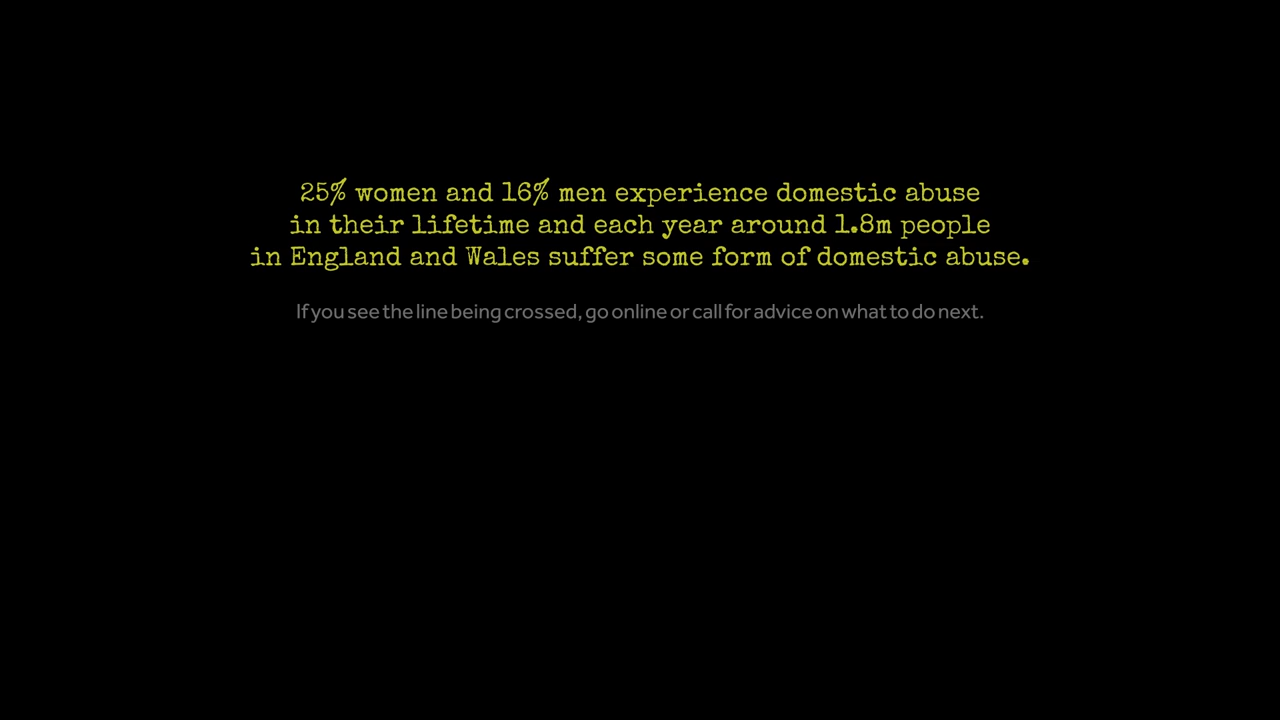 25% women and 16% men experience domestic abuse
in their lifetime and each year around 1.8m people
in England and Wales suffer some form of domestic abuse.
If you see the line being crossed, go online or call for advice on what to do next.